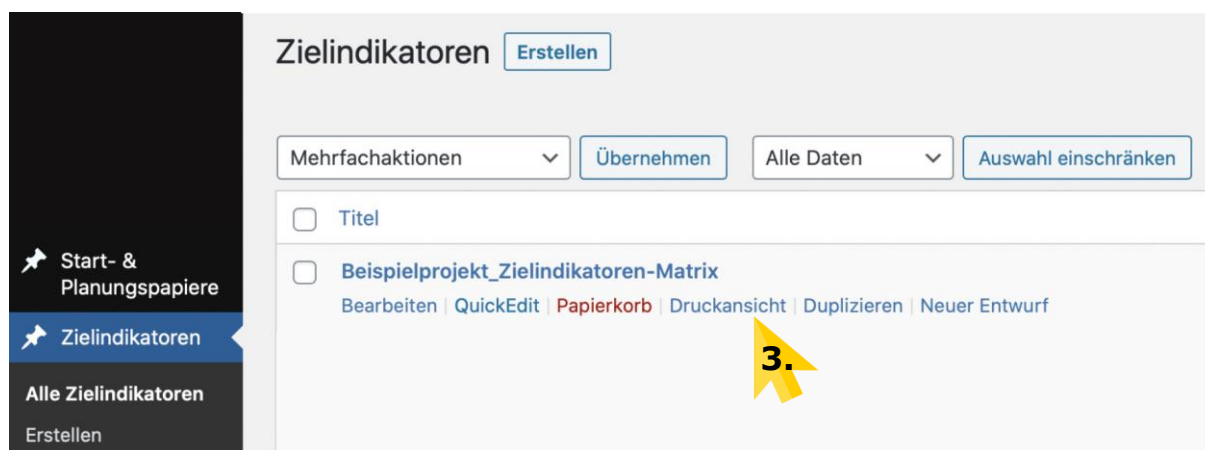 Zielindikatoren Erstellen
Mehrfachaktionen Übernehmen Alle Daten Auswahl einschränken
Titel
Start- &
Planungspapiere
Beispielprojekt_Zielindikatoren-Matrix
Bearbeiten | QuickEdit | Papierkorb | Druckansicht | Duplizieren | Neuer Entwurf
Zielindikatoren
3.
Alle Zielindikatoren
Erstellen